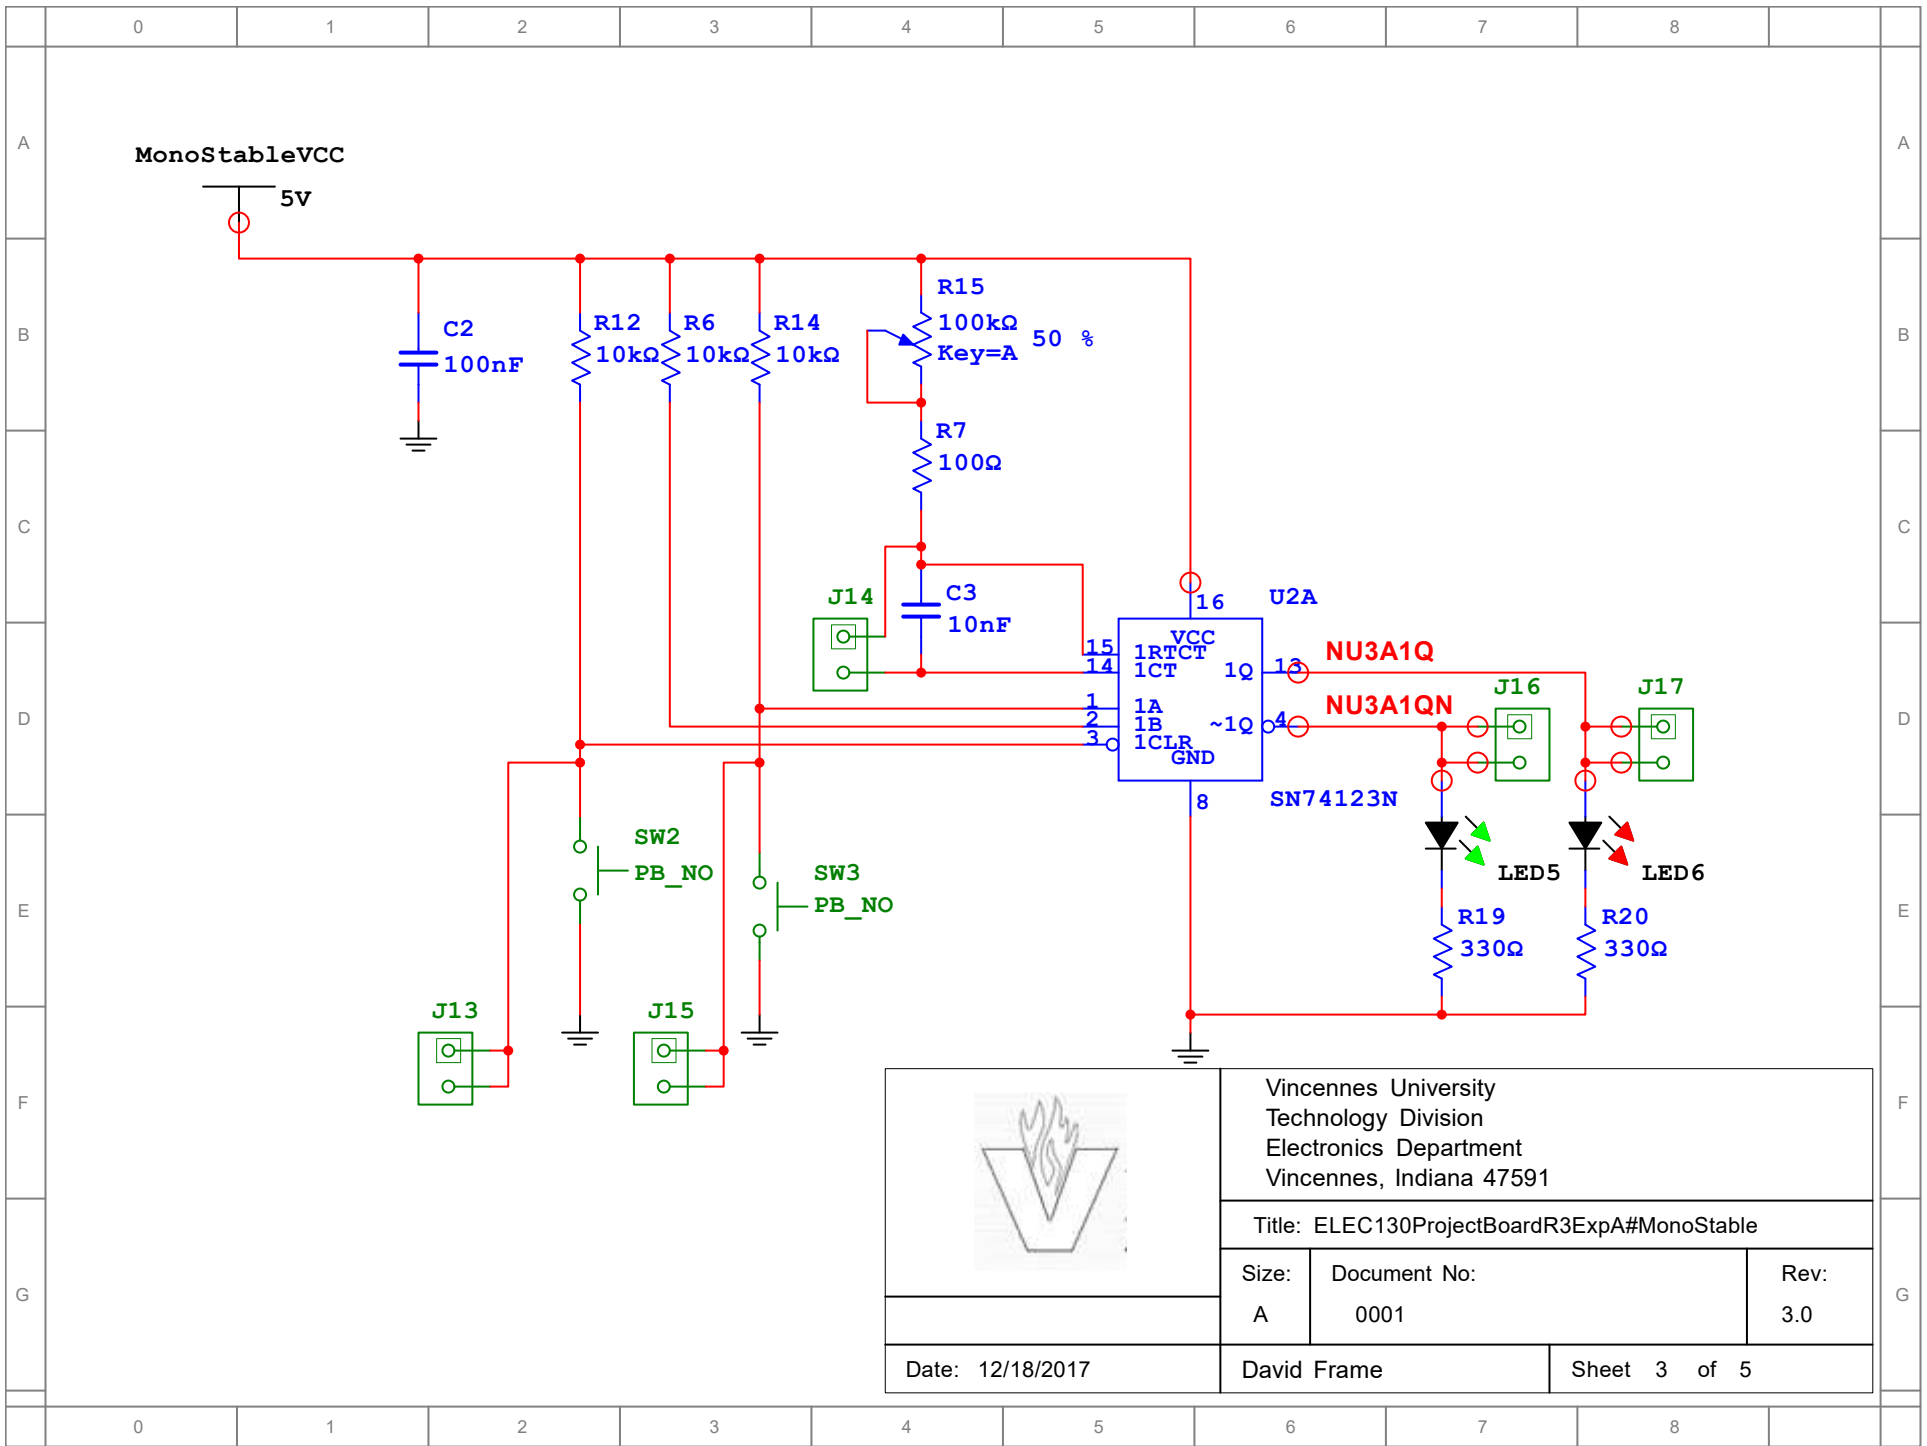 0 1 2 3 4 5 6 7 8
A A
MonoStableVCC
5V
B B
C2
100nF
R12
10kΩ
R6
10kΩ
R14
10kΩ
R15
100kΩ
Key=A
50 %
R7
100Ω
C C
J14
C3
10nF
16
U2A
VCC
15 1RTCT
14 1CT
1Q 13
NU3A1Q
1 1A
2 1B
~1Q 4
NU3A1QN
3 1CLR
GND
8
SN74123N
J16
J17
D D
SW2
PB_NO
SW3
PB_NO
LED5
LED6
E E
R19
330Ω
R20
330Ω
J13
J15
F F
Vincennes University
Technology Division
Electronics Department
Vincennes, Indiana 47591
Title: ELEC130ProjectBoardR3ExpA#MonoStable
Size: Document No: Rev:
A 0001 3.0
G G
Date: 12/18/2017 David Frame Sheet 3 of 5
0 1 2 3 4 5 6 7 8